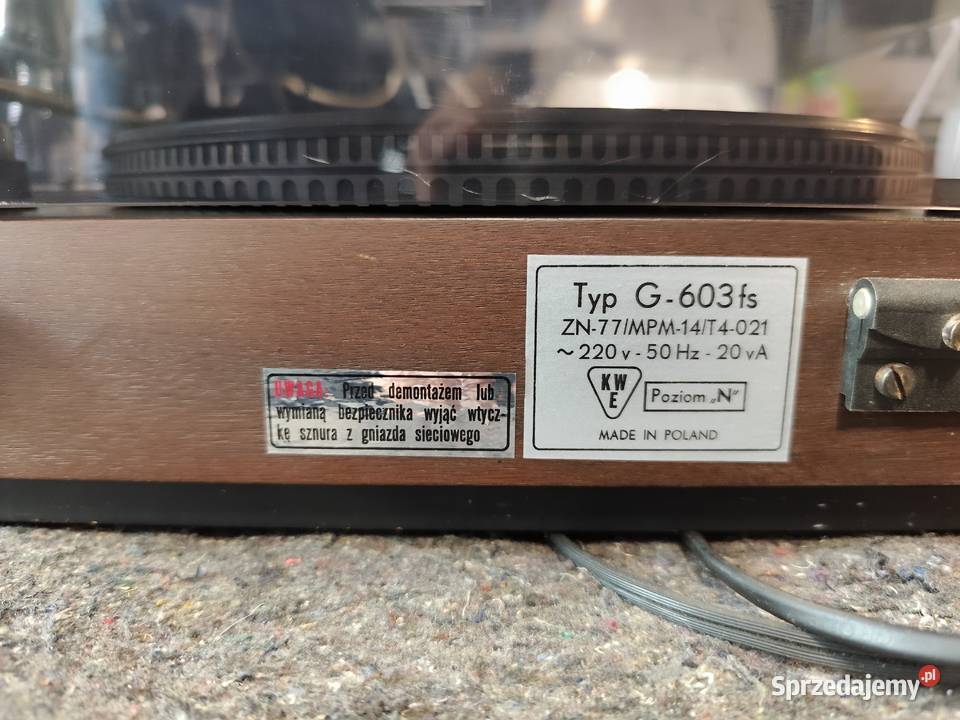 Typ G-603fs
ZN-77/MPM-14/T4-021
~ 220 v - 50 Hz - 20 vA
KW
E
Poziom „N"
MADE IN POLAND
UWAGA: Przed demontażem lub
wymianą bezpiecznika wyjąć wtycz-
kę sznura z gniazda sieciowego
Sprzedajemy.pl